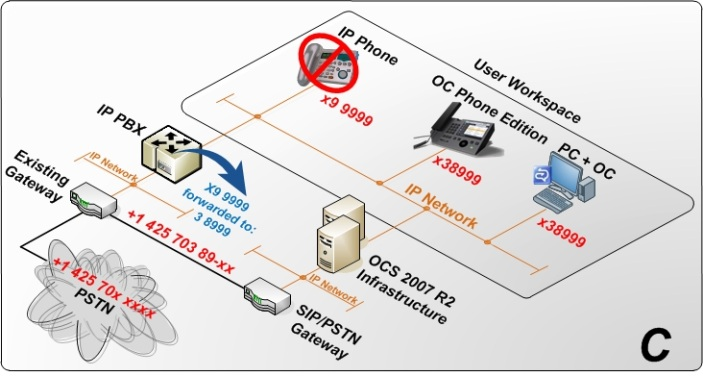 IP Phone
User Workspace
x9 9999
OC Phone Edition
IP PBX
x38999
PC + OC
IP Network
Existing
Gateway
X9 9999
forwarded to:
3 8999
IP Network
x38999
+1 425 703 89-xx
OCS 2007 R2
Infrastructure
IP Network
+1 425 70x xxxx
PSTN
SIP/PSTN
Gateway
C